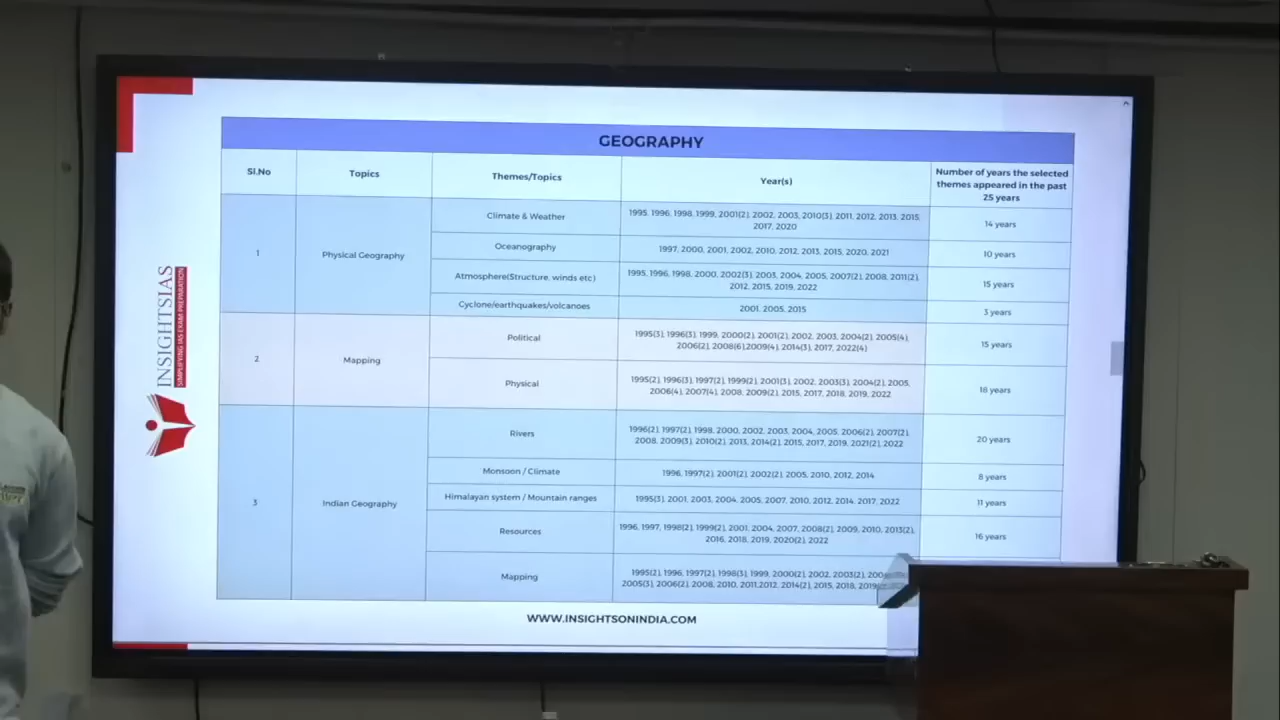 GEOGRAPHY
Sl.No
Topics
Themes/Topics
Year(s)
Number of years the selected
themes appeared in the past
25 years
1
Physical Geography
Climate & Weather
1995, 1996, 1998, 1999, 2001(2), 2002, 2003, 2010(3), 2011, 2012, 2013, 2015,
2017, 2020
14 years
Oceanography
1997, 2000, 2001, 2002, 2010, 2012, 2013, 2015, 2020, 2021
10 years
Atmosphere(Structure, winds etc)
1995, 1996, 1998, 2000, 2002(3), 2003, 2004, 2005, 2007(2), 2008, 2011(2),
2012, 2015, 2019, 2022
15 years
Cyclone/earthquakes/volcanoes
2001, 2005, 2015
3 years
2
Mapping
Political
1995(3), 1996(3), 1999, 2000(2), 2001(2), 2002, 2003, 2004(2), 2005(4),
2006(2), 2008(6),2009(4), 2014(3), 2017, 2022(4)
15 years
Physical
1995(2), 1996(3), 1997(2), 1999(2), 2001(3), 2002, 2003(3), 2004(2), 2005,
2006(4), 2007(4), 2008, 2009(2), 2015, 2017, 2018, 2019, 2022
18 years
3
Indian Geography
Rivers
1996(2), 1997(2), 1998, 2000, 2002, 2003, 2004, 2005, 2006(2), 2007(2),
2008, 2009(3), 2010(2), 2013, 2014(2), 2015, 2017, 2019, 2021(2), 2022
20 years
Monsoon / Climate
1996, 1997(2), 2001(2), 2002(2), 2005, 2010, 2012, 2014
8 years
Himalayan system / Mountain ranges
1995(3), 2001, 2003, 2004, 2005, 2007, 2010, 2012, 2014, 2017, 2022
11 years
Resources
1996, 1997, 1998(2), 1999(2), 2001, 2004, 2007, 2008(2), 2009, 2010, 2013(2),
2016, 2018, 2019, 2020(2), 2022
16 years
Mapping
1995(2), 1996, 1997(2), 1998(3), 1999, 2000(2), 2002, 2003(2),
2005(3), 2006(2), 2008, 2010, 2011,2012, 2014(2), 2015, 2018, 2019
WWW.INSIGHTSONINDIA.COM
INSIGHTSIAS
SIMPLIFYING IAS EXAM PREPARATION